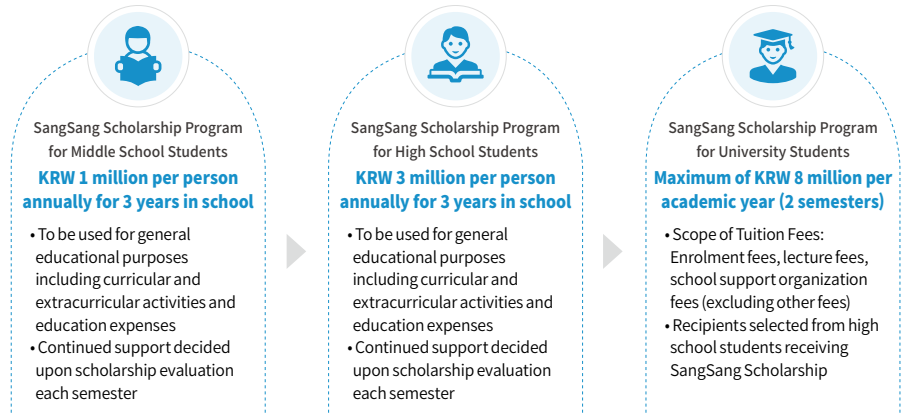 SangSang Scholarship Program
for Middle School Students
KRW 1 million per person
annually for 3 years in school
• To be used for general
educational purposes
including curricular and
extracurricular activities and
education expenses
• Continued support decided
upon scholarship evaluation
each semester
SangSang Scholarship Program
for High School Students
KRW 3 million per person
annually for 3 years in school
• To be used for general
educational purposes
including curricular and
extracurricular activities and
education expenses
• Continued support decided
upon scholarship evaluation
each semester
SangSang Scholarship Program
for University Students
Maximum of KRW 8 million per
academic year (2 semesters)
• Scope of Tuition Fees:
Enrolment fees, lecture fees,
school support organization
fees (excluding other fees)
• Recipients selected from high
school students receiving
SangSang Scholarship